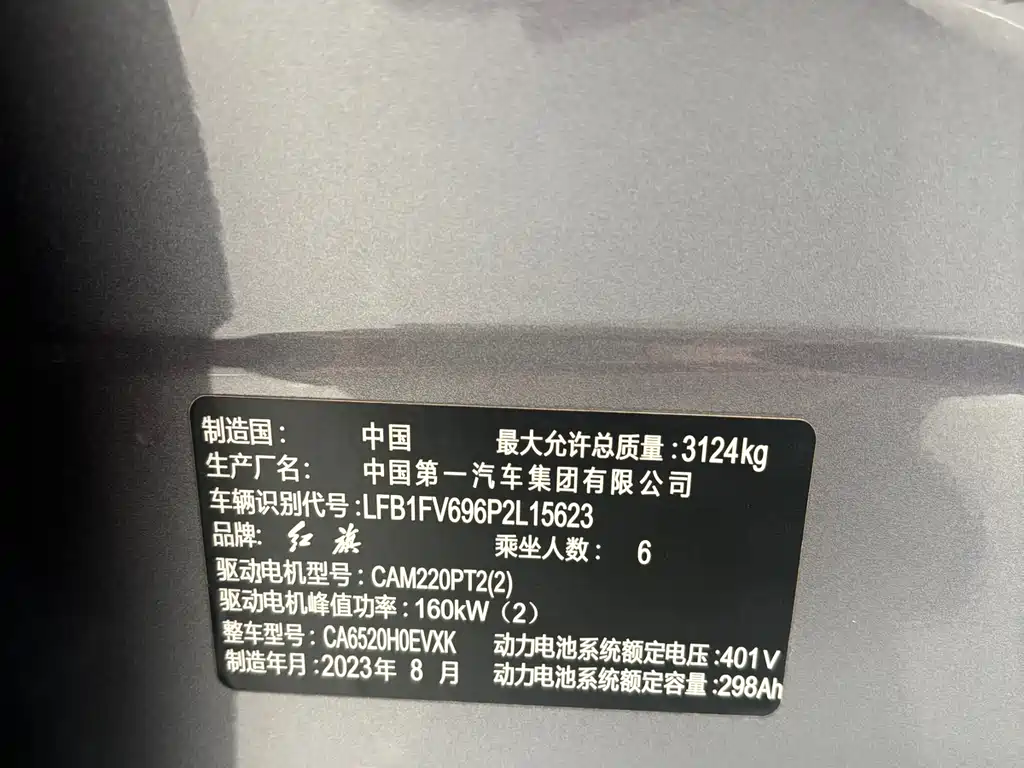 制造国： 中国 最大允许总质量：3124kg
生产厂名： 中国第一汽车集团有限公司
车辆识别代号：LFB1FV696P2L15623
品牌： 红旗 乘坐人数： 6
驱动电机型号：CAM220PT2(2)
驱动电机峰值功率：160kW（2）
整车型号：CA6520H0EVXK 动力电池系统额定电压：401V
制造年月：2023年 8 月 动力电池系统额定容量：298Ah